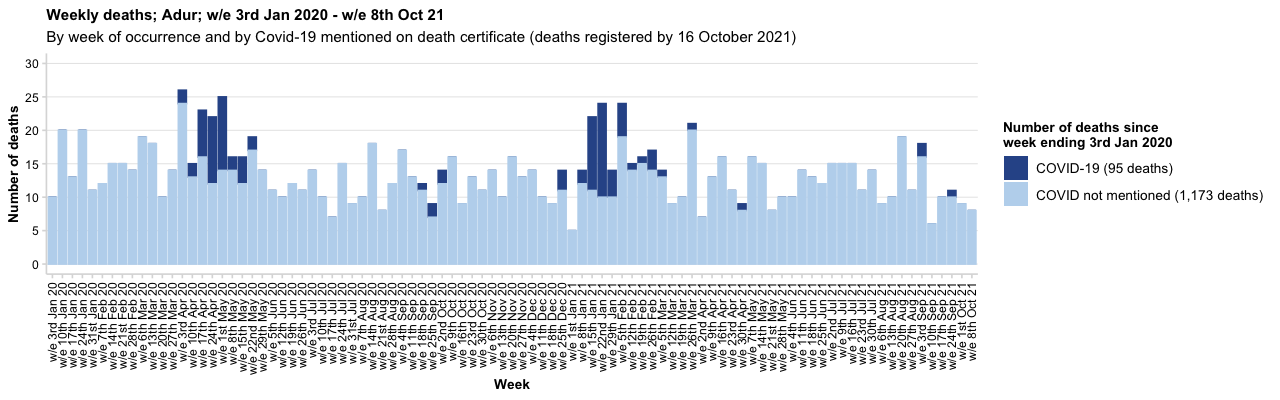 Weekly deaths; Adur; w/e 3rd Jan 2020 - w/e 8th Oct 21
By week of occurrence and by Covid-19 mentioned on death certificate (deaths registered by 16 October 2021)
Number of deaths
30
25
20
15
10
5
0
w/e 3rd Jan 20
w/e 10th Jan 20
w/e 17th Jan 20
w/e 24th Jan 20
w/e 31st Jan 20
w/e 7th Feb 20
w/e 14th Feb 20
w/e 21st Feb 20
w/e 28th Feb 20
w/e 6th Mar 20
w/e 13th Mar 20
w/e 20th Mar 20
w/e 27th Mar 20
w/e 3rd Apr 20
w/e 10th Apr 20
w/e 17th Apr 20
w/e 24th Apr 20
w/e 1st May 20
w/e 8th May 20
w/e 15th May 20
w/e 22nd May 20
w/e 29th May 20
w/e 5th Jun 20
w/e 12th Jun 20
w/e 19th Jun 20
w/e 26th Jun 20
w/e 3rd Jul 20
w/e 10th Jul 20
w/e 17th Jul 20
w/e 24th Jul 20
w/e 31st Jul 20
w/e 7th Aug 20
w/e 14th Aug 20
w/e 21st Aug 20
w/e 28th Aug 20
w/e 4th Sep 20
w/e 11th Sep 20
w/e 18th Sep 20
w/e 25th Sep 20
w/e 2nd Oct 20
w/e 9th Oct 20
w/e 16th Oct 20
w/e 23rd Oct 20
w/e 30th Oct 20
w/e 6th Nov 20
w/e 13th Nov 20
w/e 20th Nov 20
w/e 27th Nov 20
w/e 4th Dec 20
w/e 11th Dec 20
w/e 18th Dec 20
w/e 25th Dec 20
w/e 1st Jan 21
w/e 8th Jan 21
w/e 15th Jan 21
w/e 22nd Jan 21
w/e 29th Jan 21
w/e 5th Feb 21
w/e 12th Feb 21
w/e 19th Feb 21
w/e 26th Feb 21
w/e 5th Mar 21
w/e 12th Mar 21
w/e 19th Mar 21
w/e 26th Mar 21
w/e 2nd Apr 21
w/e 9th Apr 21
w/e 16th Apr 21
w/e 23rd Apr 21
w/e 30th Apr 21
w/e 7th May 21
w/e 14th May 21
w/e 21st May 21
w/e 28th May 21
w/e 4th Jun 21
w/e 11th Jun 21
w/e 18th Jun 21
w/e 25th Jun 21
w/e 2nd Jul 21
w/e 9th Jul 21
w/e 16th Jul 21
w/e 23rd Jul 21
w/e 30th Jul 21
w/e 6th Aug 21
w/e 13th Aug 21
w/e 20th Aug 21
w/e 27th Aug 21
w/e 3rd Sep 21
w/e 10th Sep 21
w/e 17th Sep 21
w/e 24th Sep 21
w/e 1st Oct 21
w/e 8th Oct 21
Week
Number of deaths since
week ending 3rd Jan 2020
COVID-19 (95 deaths)
COVID not mentioned (1,173 deaths)